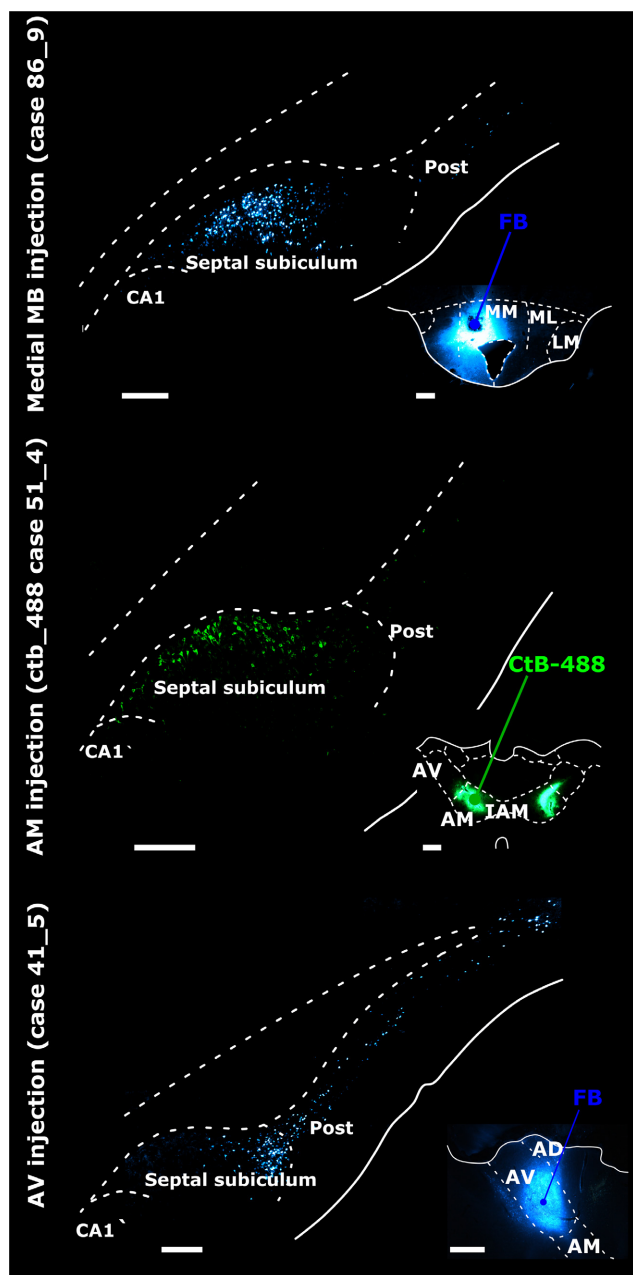 Medial MB injection (case 86_9)
Post
Septal subiculum
CA1
FB
MM
ML
LM
AM injection (ctb_488 case 51_4)
Post
Septal subiculum
CA1`
CtB-488
AV
AM
IAM
AV injection (case 41_5)
Post
Septal subiculum
CA1`
FB
AD
AV
AM